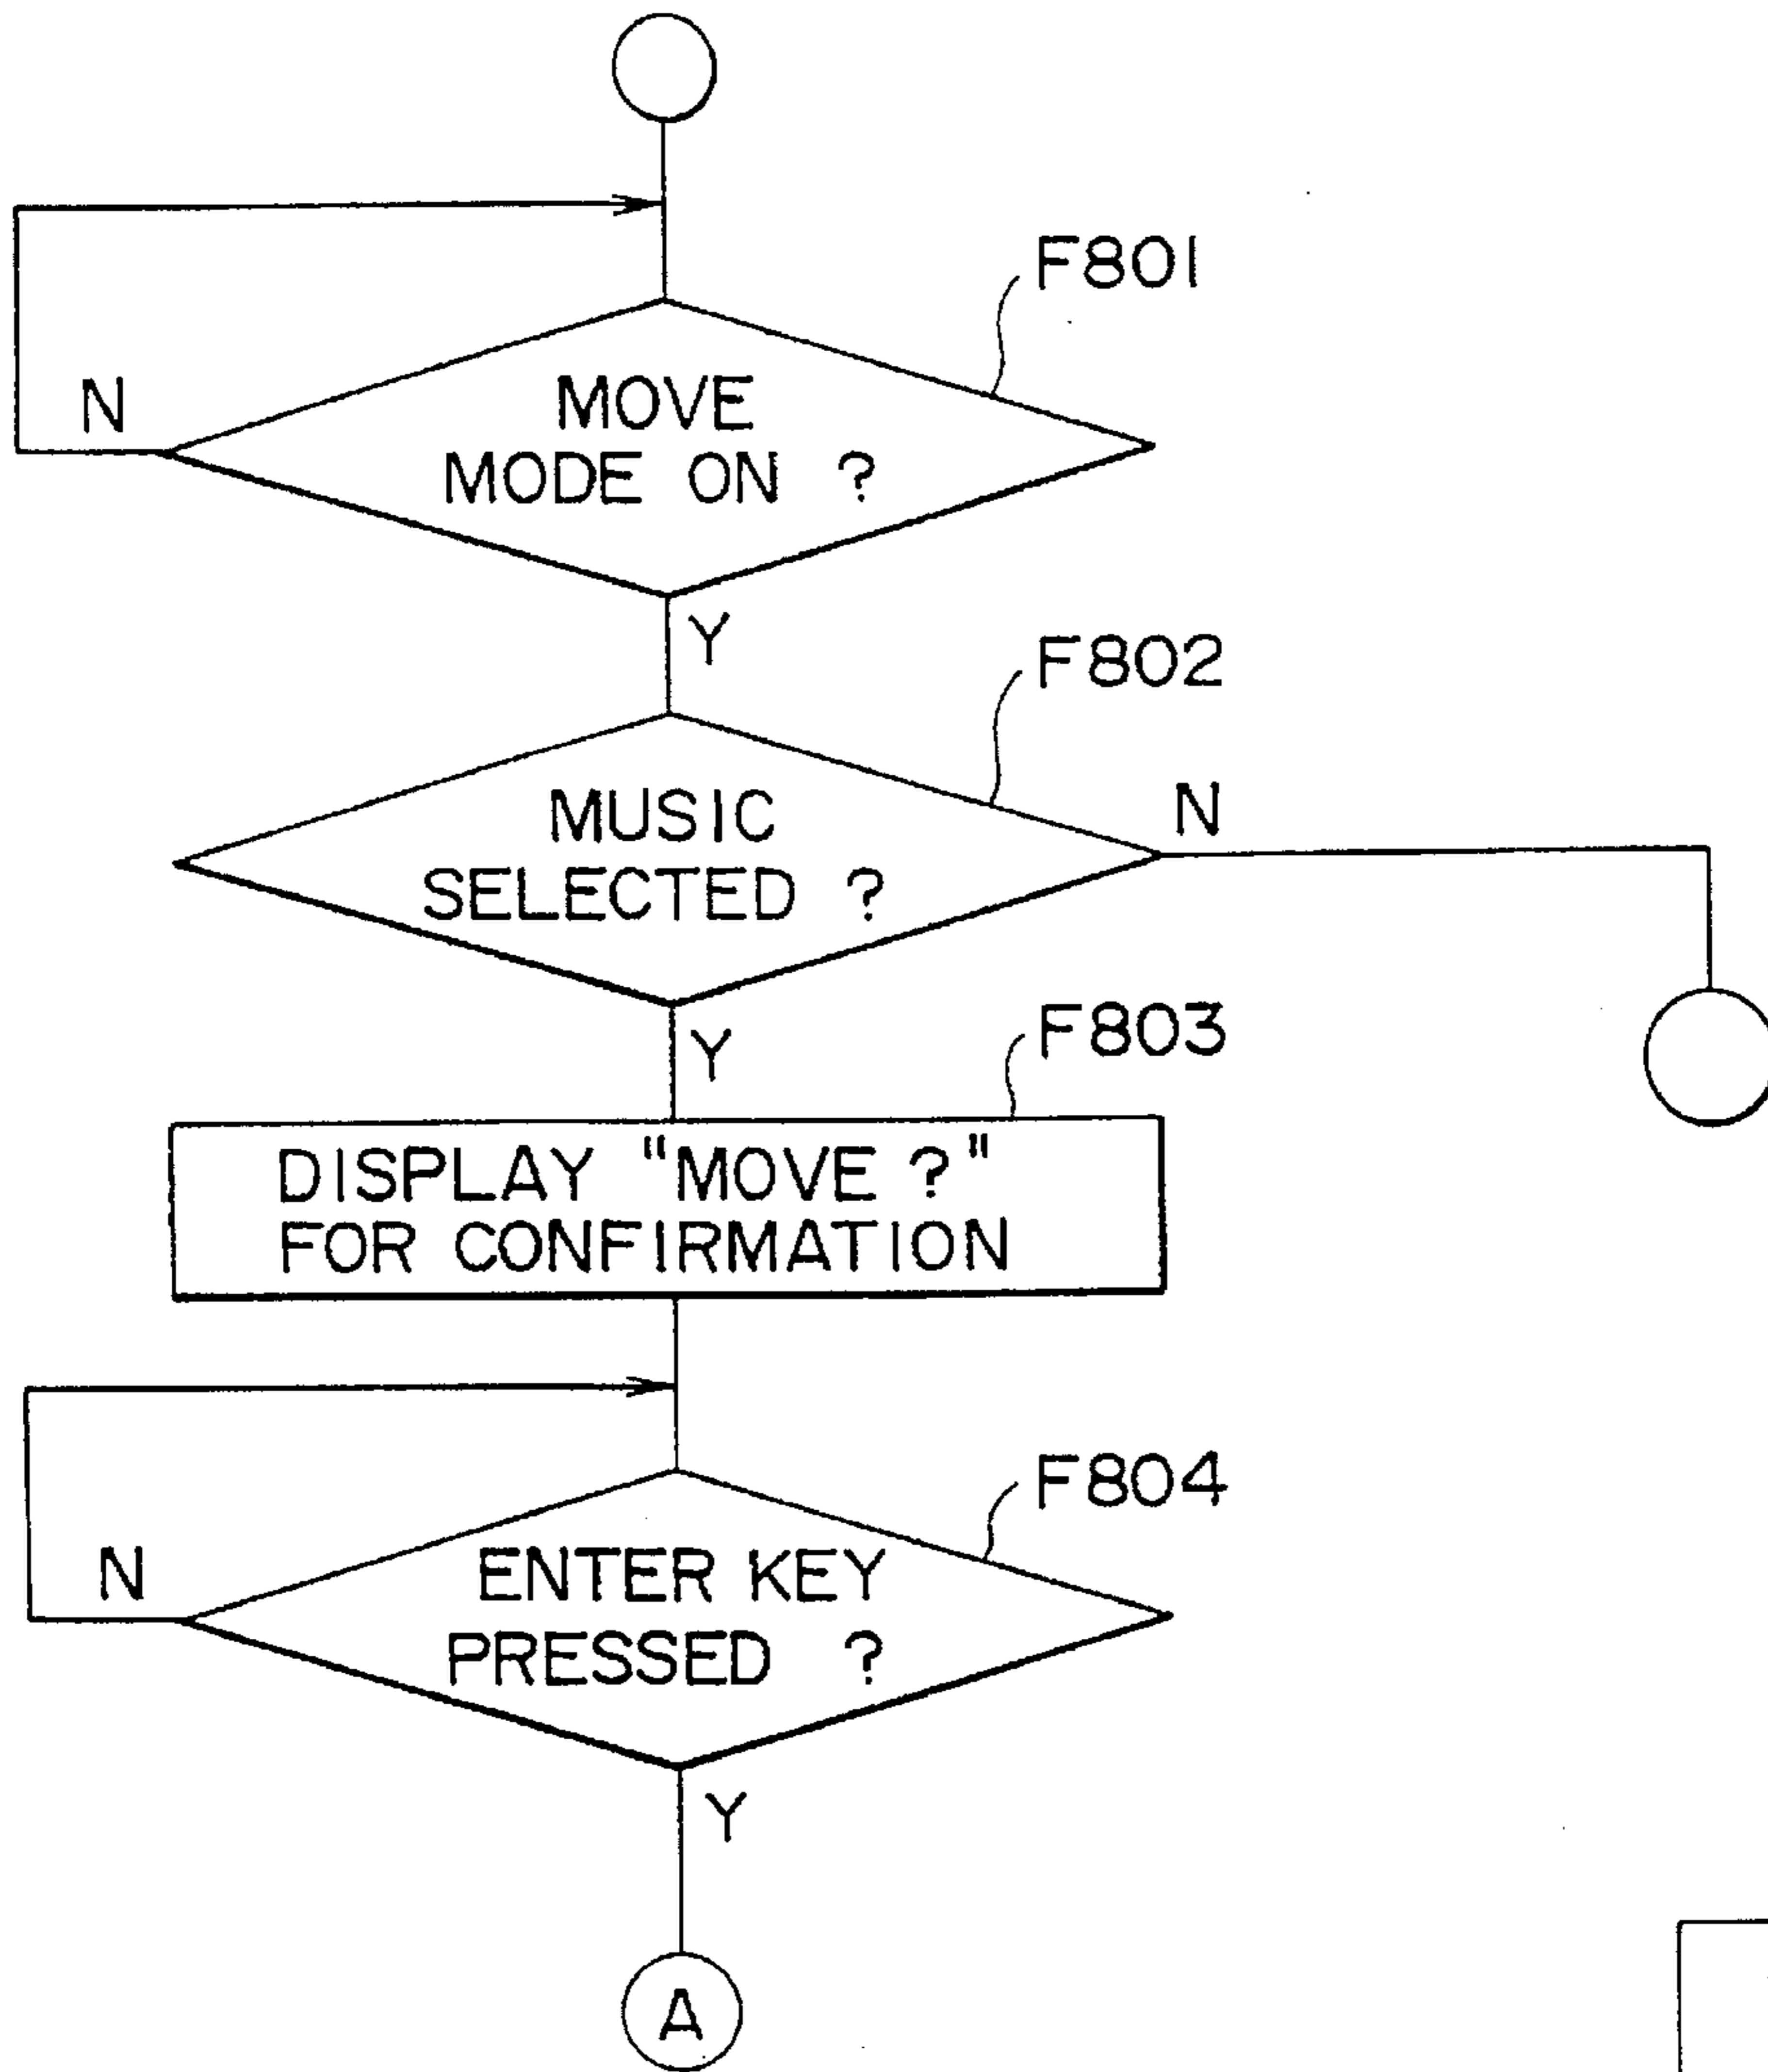 F801
MOVE
MODE ON ?
N
Y
F802
MUSIC
SELECTED ?
N
Y
F803
DISPLAY "MOVE ?"
FOR CONFIRMATION
F804
ENTER KEY
PRESSED ?
N
Y
A